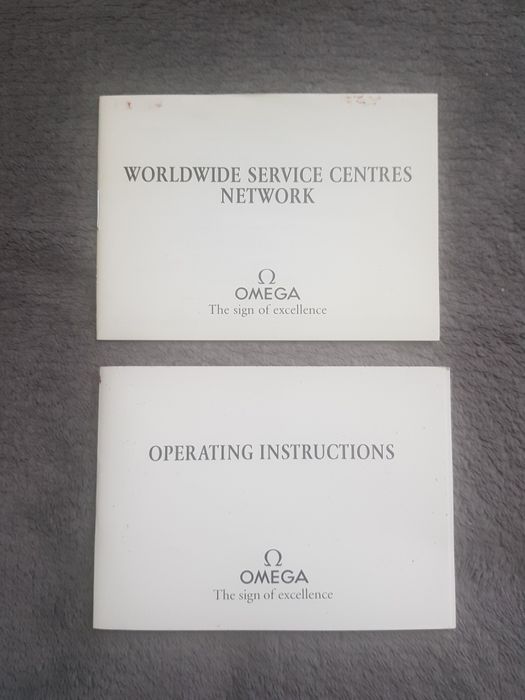 WORLDWIDE SERVICE CENTRES
NETWORK
Ω
OMEGA
The sign of excellence
OPERATING INSTRUCTIONS
Ω
OMEGA
The sign of excellence